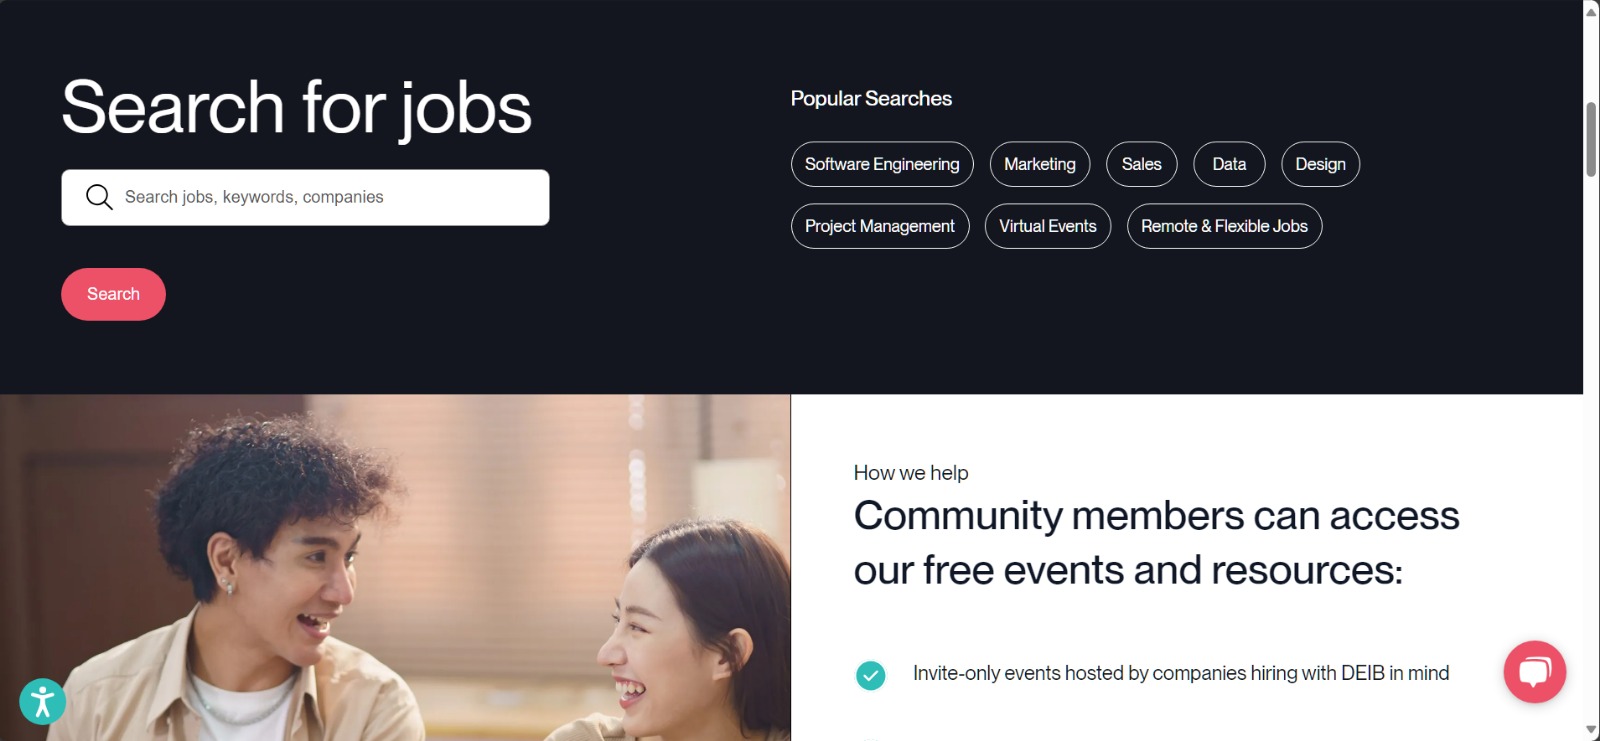 Search for jobs
Search jobs, keywords, companies
Search
Popular Searches
Software Engineering
Marketing
Sales
Data
Design
Project Management
Virtual Events
Remote & Flexible Jobs
How we help
Community members can access
our free events and resources:
Invite-only events hosted by companies hiring with DEIB in mind